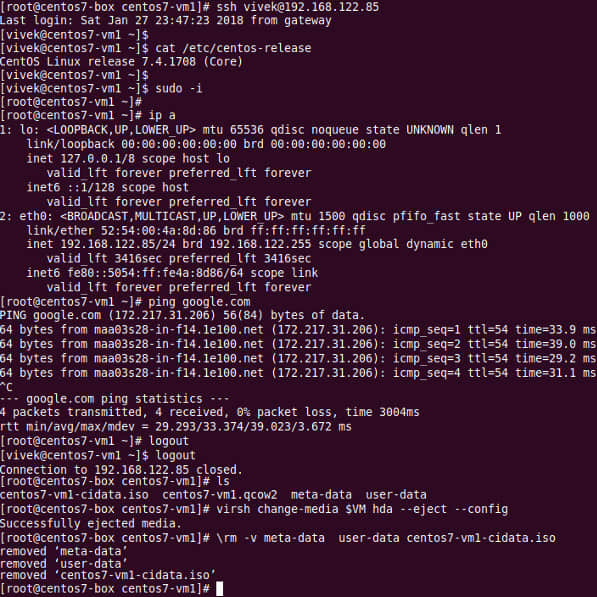 [root@centos7-box centos7-vm1]# ssh vivek@192.168.122.85
Last login: Sat Jan 27 23:47:23 2018 from gateway
[vivek@centos7-vm1 ~]$
[vivek@centos7-vm1 ~]$ cat /etc/centos-release
CentOS Linux release 7.4.1708 (Core)
[vivek@centos7-vm1 ~]$
[vivek@centos7-vm1 ~]$ sudo -i
[root@centos7-vm1 ~]#
[root@centos7-vm1 ~]# ip a
1: lo: <LOOPBACK,UP,LOWER_UP> mtu 65536 qdisc noqueue state UNKNOWN qlen 1
    link/loopback 00:00:00:00:00:00 brd 00:00:00:00:00:00
    inet 127.0.0.1/8 scope host lo
       valid_lft forever preferred_lft forever
    inet6 ::1/128 scope host
       valid_lft forever preferred_lft forever
2: eth0: <BROADCAST,MULTICAST,UP,LOWER_UP> mtu 1500 qdisc pfifo_fast state UP qlen 1000
    link/ether 52:54:00:4a:8d:86 brd ff:ff:ff:ff:ff:ff
    inet 192.168.122.85/24 brd 192.168.122.255 scope global dynamic eth0
       valid_lft 3416sec preferred_lft 3416sec
    inet6 fe80::5054:ff:fe4a:8d86/64 scope link
       valid_lft forever preferred_lft forever
[root@centos7-vm1 ~]# ping google.com
PING google.com (172.217.31.206) 56(84) bytes of data.
64 bytes from maa03s28-in-f14.1e100.net (172.217.31.206): icmp_seq=1 ttl=54 time=33.9 ms
64 bytes from maa03s28-in-f14.1e100.net (172.217.31.206): icmp_seq=2 ttl=54 time=39.0 ms
64 bytes from maa03s28-in-f14.1e100.net (172.217.31.206): icmp_seq=3 ttl=54 time=29.2 ms
64 bytes from maa03s28-in-f14.1e100.net (172.217.31.206): icmp_seq=4 ttl=54 time=31.1 ms
^C
--- google.com ping statistics ---
4 packets transmitted, 4 received, 0% packet loss, time 3004ms
rtt min/avg/max/mdev = 29.293/33.374/39.023/3.672 ms
[root@centos7-vm1 ~]# logout
[vivek@centos7-vm1 ~]$ logout
Connection to 192.168.122.85 closed.
[root@centos7-box centos7-vm1]# ls
centos7-vm1-cidata.iso  centos7-vm1.qcow2  meta-data  user-data
[root@centos7-box centos7-vm1]# virsh change-media $VM hda --eject --config
Successfully ejected media.

[root@centos7-box centos7-vm1]# \rm -v meta-data  user-data centos7-vm1-cidata.iso
removed ‘meta-data’
removed ‘user-data’
removed ‘centos7-vm1-cidata.iso’
[root@centos7-box centos7-vm1]#